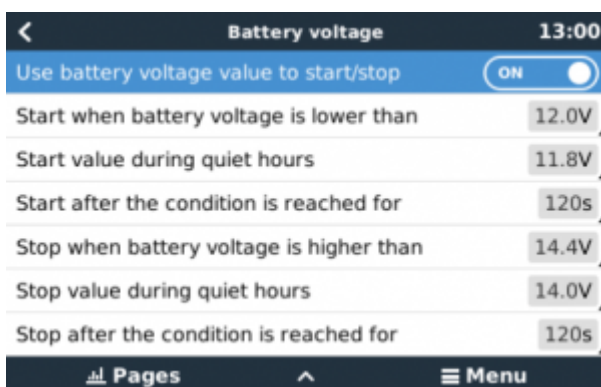 Battery voltage 13:00
Use battery voltage value to start/stop ON
Start when battery voltage is lower than 12.0V
Start value during quiet hours 11.8V
Start after the condition is reached for 120s
Stop when battery voltage is higher than 14.4V
Stop value during quiet hours 14.0V
Stop after the condition is reached for 120s
Pages Menu